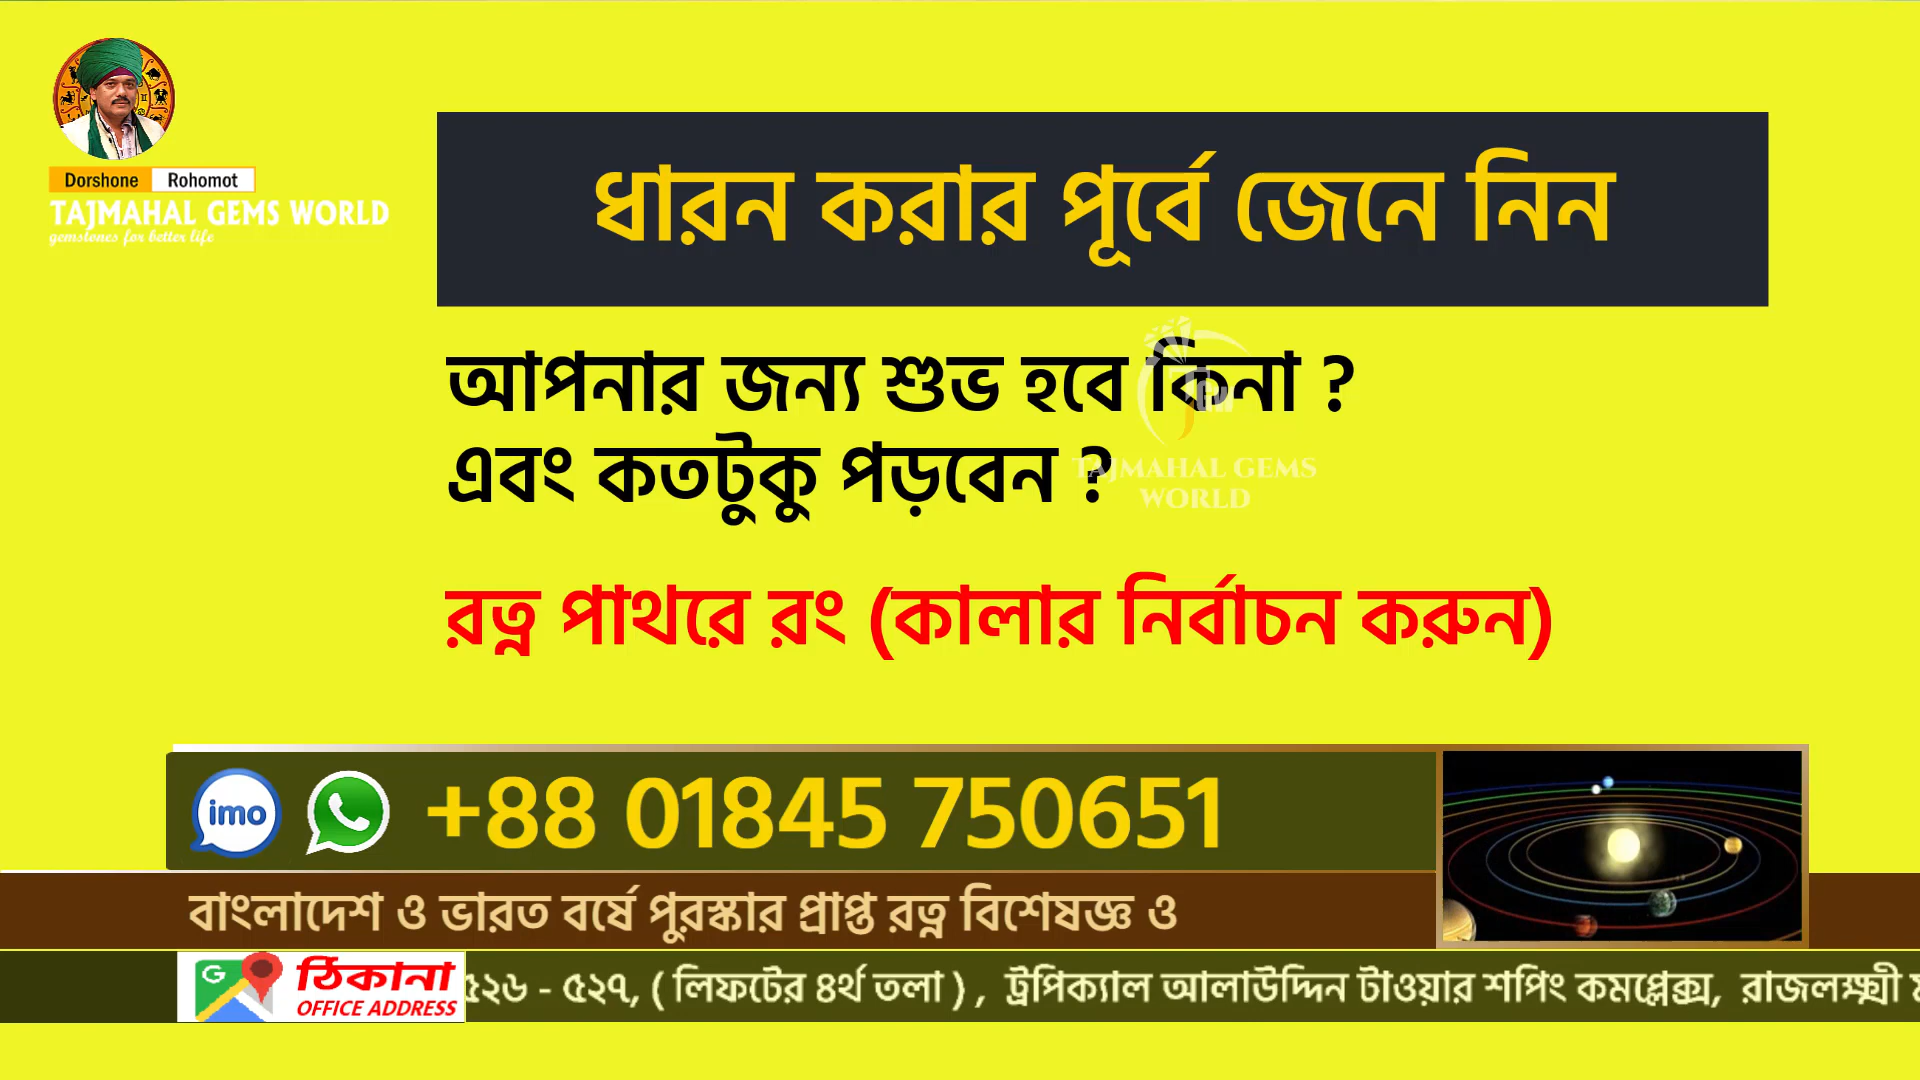 Dorshone Rohomot
TAJMAHAL GEMS WORLD
gemstones for better life
ধারন করার পূর্বে জেনে নিন
আপনার জন্য শুভ হবে কিনা ?
এবং কতটুকু পড়বেন ?
TAJMAHAL GEMS
WORLD
রত্ন পাথরে রং (কালার নির্বাচন করুন)
imo +88 01845 750651
বাংলাদেশ ও ভারত বর্ষে পুরস্কার প্রাপ্ত রত্ন বিশেষজ্ঞ ও
G ঠিকানা
OFFICE ADDRESS
৫২৬ - ৫২৭, ( লিফটের ৪র্থ তলা ) , ট্রপিক্যাল আলাউদ্দিন টাওয়ার শপিং কমপ্লেক্স, রাজলক্ষ্মী